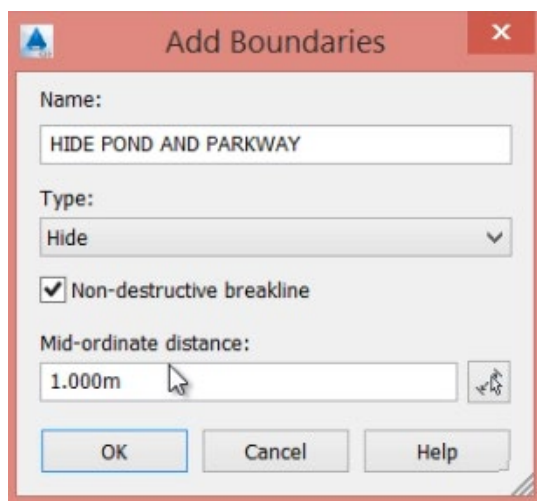 Add Boundaries
Name:
HIDE POND AND PARKWAY
Type:
Hide
Non-destructive breakline
Mid-ordinate distance:
1.000m
OK Cancel Help